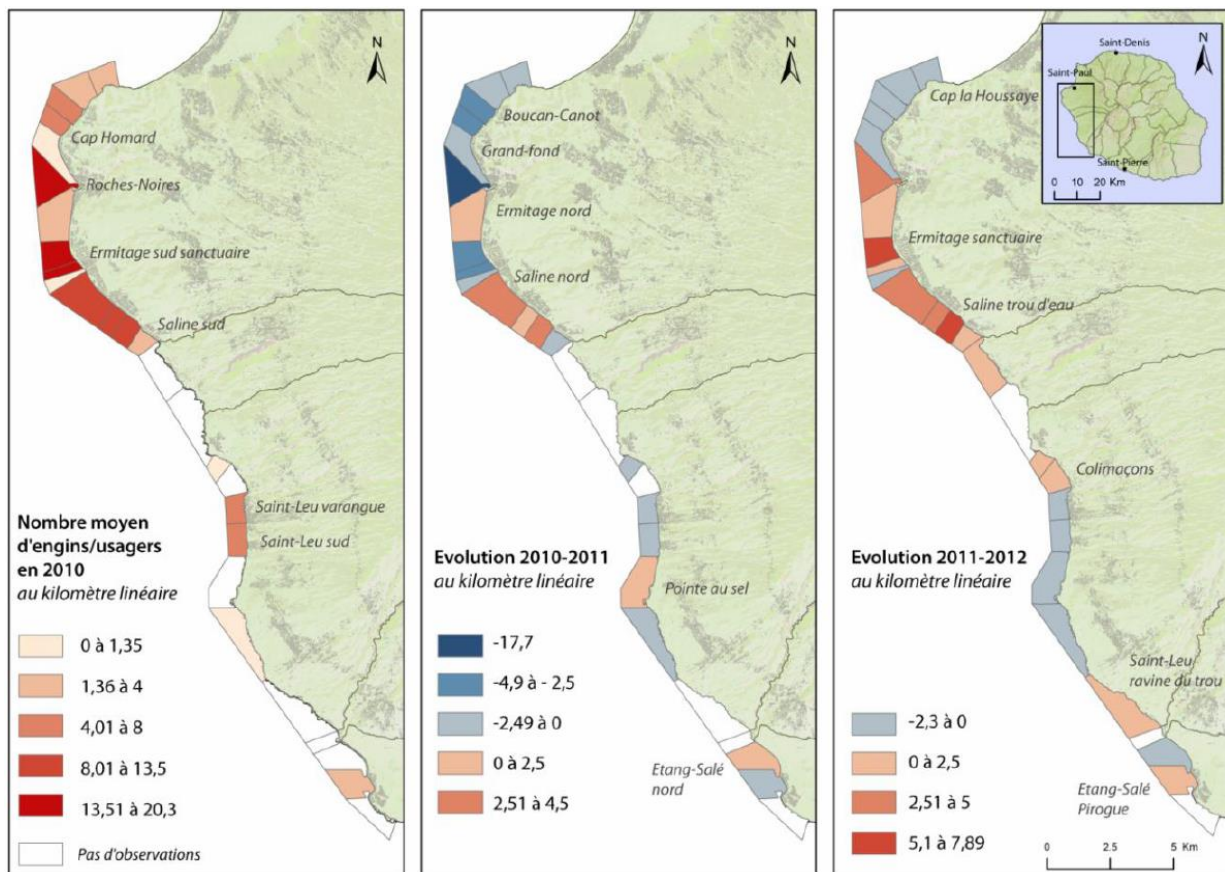 N
Cap Homard
Roches-Noires
Ermitage sud sanctuaire
Saline sud
Saint-Leu varangue
Saint-Leu sud
Nombre moyen
d'engins/usagers
en 2010
au kilomètre linéaire
0 à 1,35
1,36 à 4
4,01 à 8
8,01 à 13,5
13,51 à 20,3
Pas d'observations
N
Boucan-Canot
Grand-fond
Ermitage nord
Saline nord
Evolution 2010-2011
au kilomètre linéaire
Pointe au sel
-17,7
-4,9 à - 2,5
-2,49 à 0
0 à 2,5
2,51 à 4,5
Etang-Salé
nord
N
Saint-Denis
Saint-Paul
Saint-Pierre
0 10 20 Km
Cap la Houssaye
Ermitage sanctuaire
Saline trou d'eau
Colimaçons
Evolution 2011-2012
au kilomètre linéaire
Saint-Leu
ravine du trou
-2,3 à 0
0 à 2,5
2,51 à 5
5,1 à 7,89
Etang-Salé
Pirogue
0 2.5 5 Km